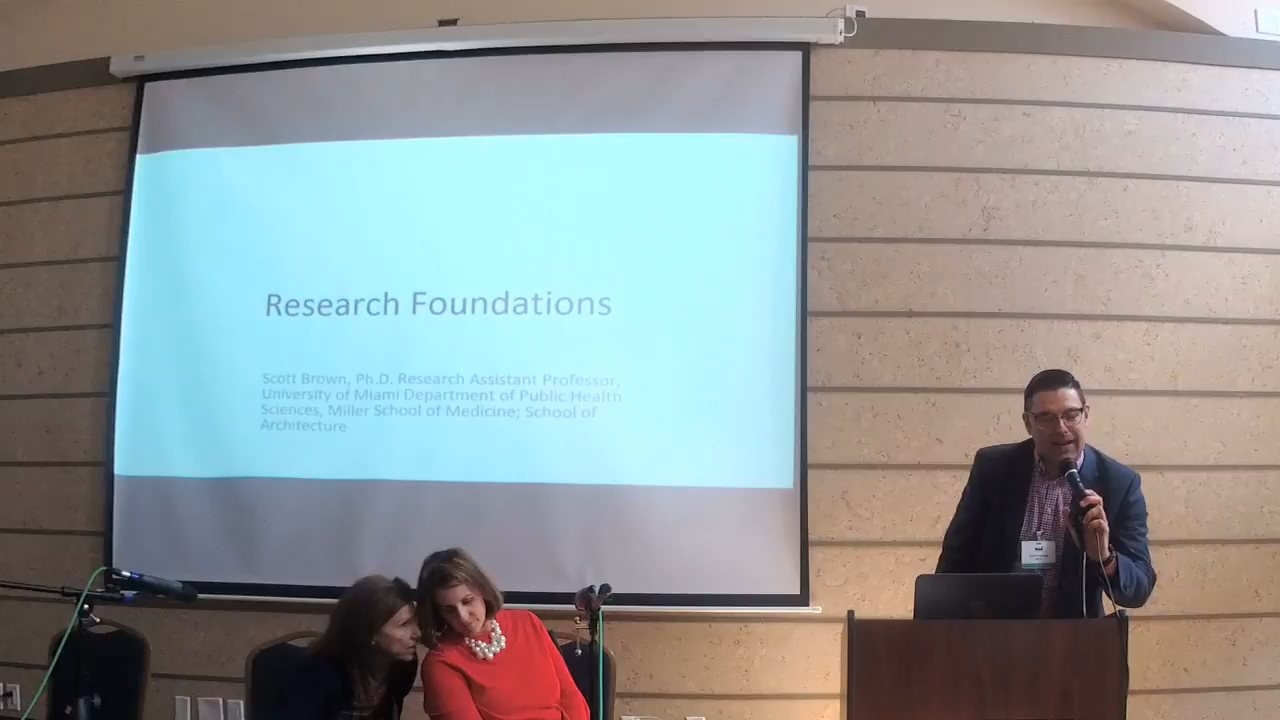 Research Foundations
Scott Brown, Ph.D. Research Assistant Professor,
University of Miami Department of Public Health
Sciences, Miller School of Medicine; School of
Architecture